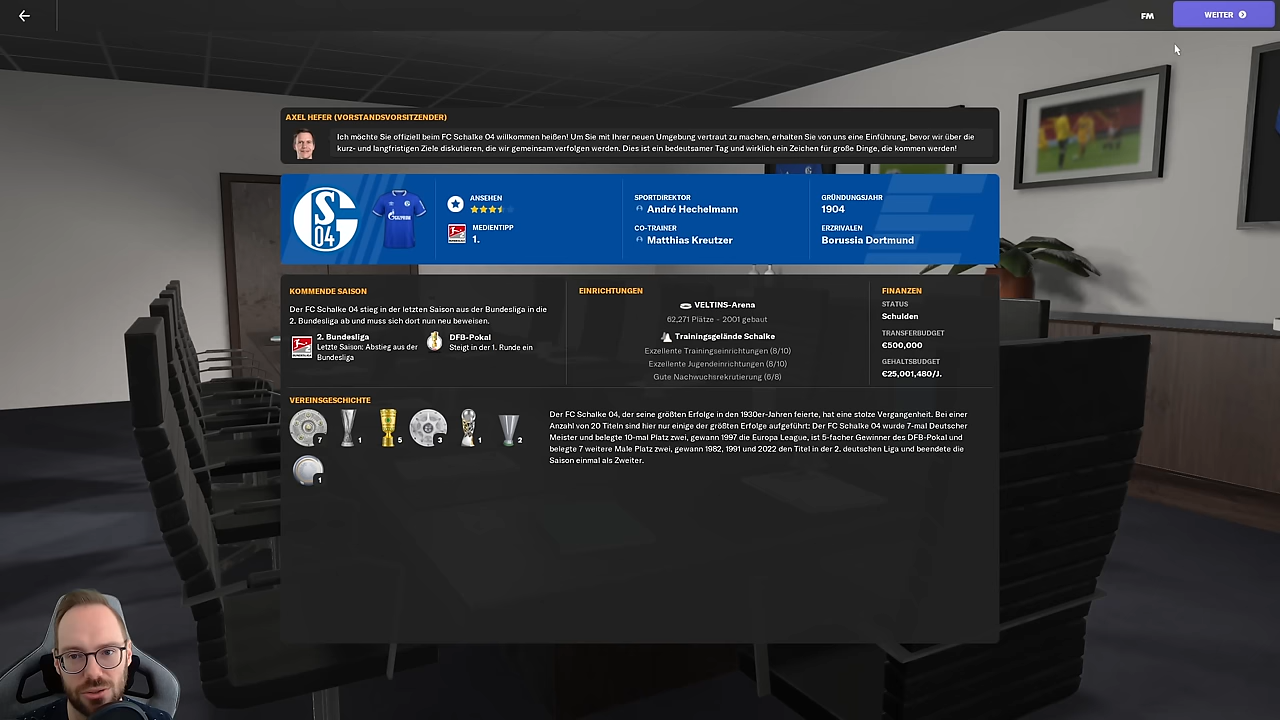 FM
WEITER
AXEL HEFER (VORSTANDSVORSITZENDER)
Ich möchte Sie offiziell beim FC Schalke 04 willkommen heißen! Um Sie mit Ihrer neuen Umgebung vertraut zu machen, erhalten Sie von uns eine Einführung, bevor wir über die
kurz- und langfristigen Ziele diskutieren, die wir gemeinsam verfolgen werden. Dies ist ein bedeutsamer Tag und wirklich ein Zeichen für große Dinge, die kommen werden!
S
04
GAZPROM
ANSEHEN
MEDIENTIPP
1.
SPORTDIREKTOR
André Hechelmann
CO-TRAINER
Matthias Kreutzer
GRÜNDUNGSJAHR
1904
ERZRIVALEN
Borussia Dortmund
KOMMENDE SAISON
Der FC Schalke 04 stieg in der letzten Saison aus der Bundesliga in die
2. Bundesliga ab und muss sich dort nun neu beweisen.
2. Bundesliga
Letzte Saison: Abstieg aus der
Bundesliga
DFB-Pokal
Steigt in der 1. Runde ein
EINRICHTUNGEN
VELTINS-Arena
62,271 Plätze - 2001 gebaut
Trainingsgelände Schalke
Exzellente Trainingseinrichtungen (8/10)
Exzellente Jugendeinrichtungen (8/10)
Gute Nachwuchsrekrutierung (6/8)
FINANZEN
STATUS
Schulden
TRANSFERBUDGET
€500,000
GEHALTSBUDGET
€25,001,480/J.
VEREINSGESCHICHTE
7
1
5
3
1
2
1
Der FC Schalke 04, der seine größten Erfolge in den 1930er-Jahren feierte, hat eine stolze Vergangenheit. Bei einer
Anzahl von 20 Titeln sind hier nur einige der größten Erfolge aufgeführt: Der FC Schalke 04 wurde 7-mal Deutscher
Meister und belegte 10-mal Platz zwei, gewann 1997 die Europa League, ist 5-facher Gewinner des DFB-Pokal und
belegte 7 weitere Male Platz zwei, gewann 1982, 1991 und 2022 den Titel in der 2. deutschen Liga und beendete die
Saison einmal als Zweiter.